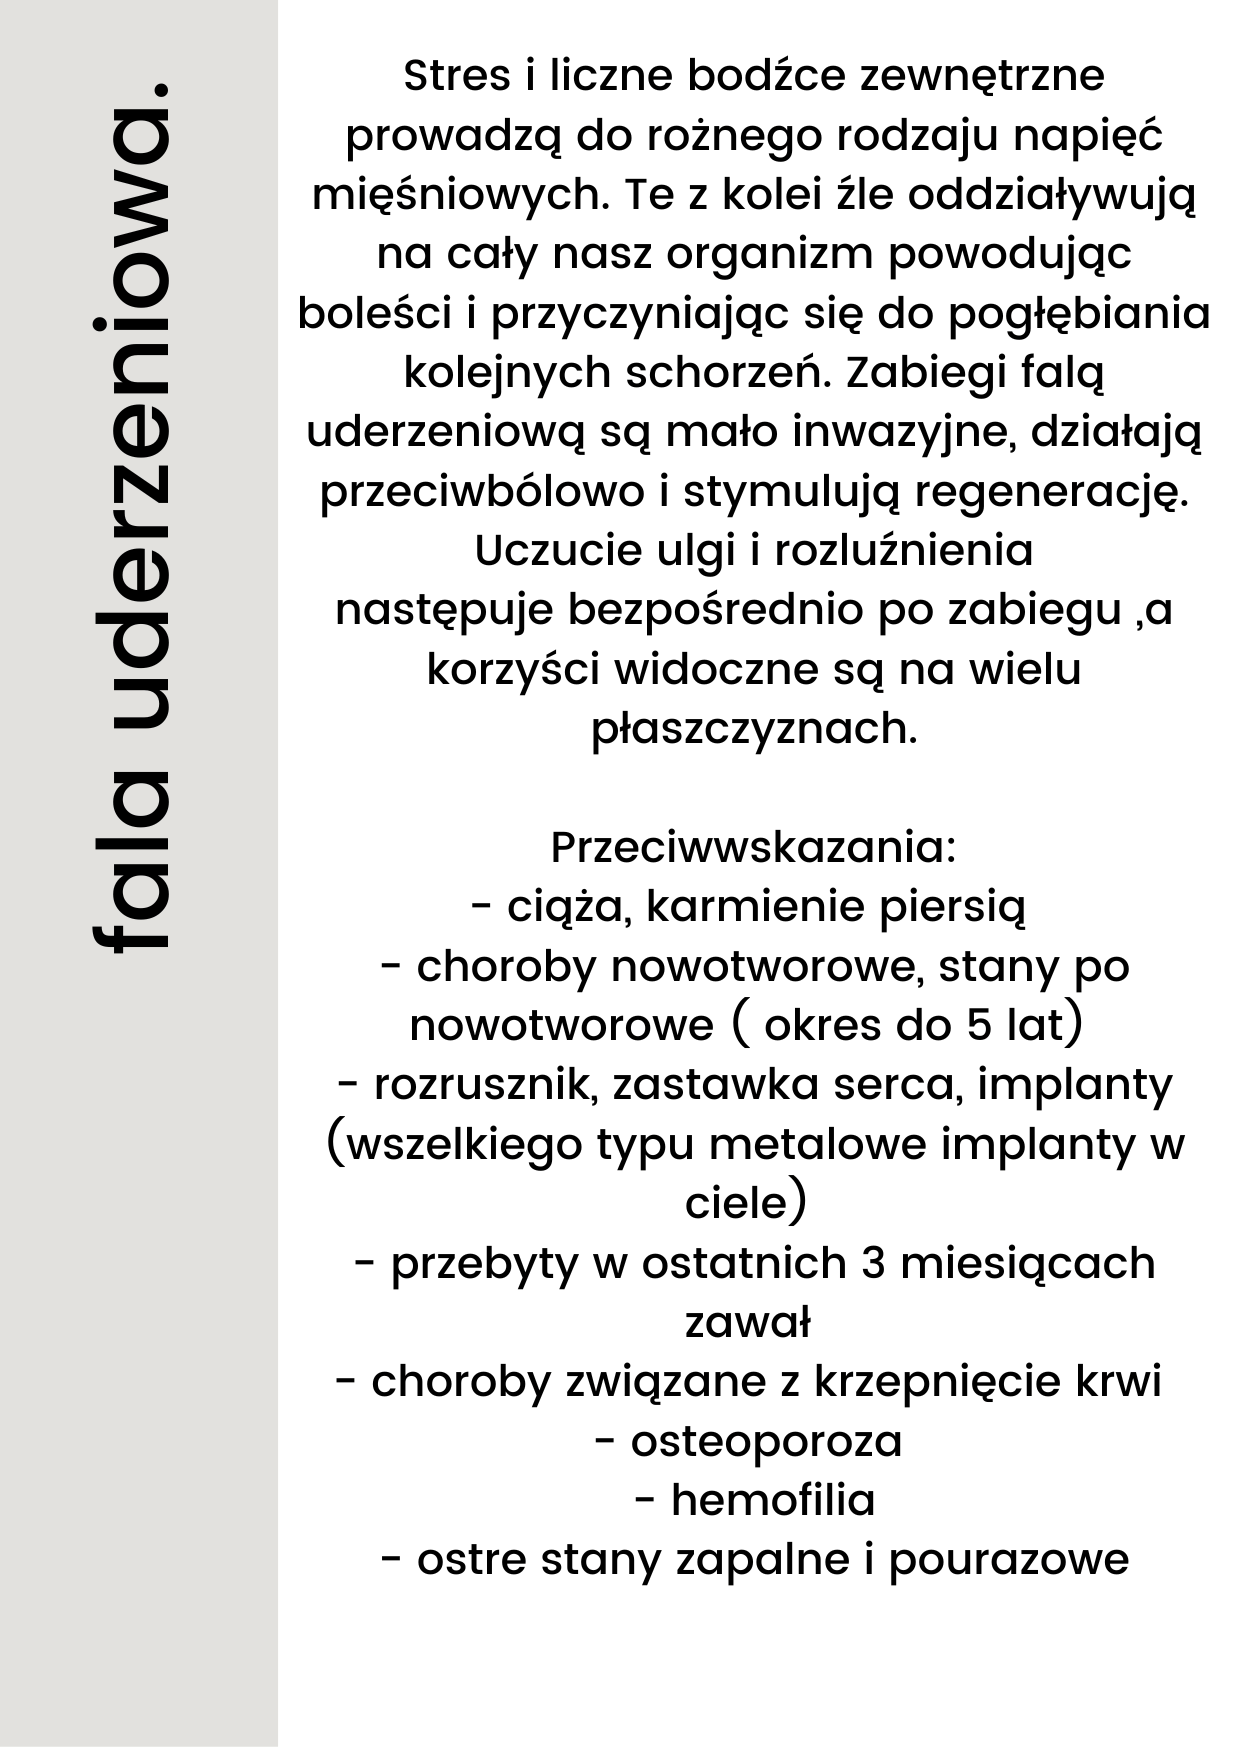 fala uderzeniowa.
Stres i liczne bodźce zewnętrzne
prowadzą do rożnego rodzaju napięć
mięśniowych. Te z kolei źle oddziaływują
na cały nasz organizm powodując
boleści i przyczyniając się do pogłębiania
kolejnych schorzeń. Zabiegi falą
uderzeniową są mało inwazyjne, działają
przeciwbólowo i stymulują regenerację.
Uczucie ulgi i rozluźnienia
następuje bezpośrednio po zabiegu ,a
korzyści widoczne są na wielu
płaszczyznach.
Przeciwwskazania:
- ciąża, karmienie piersią
- choroby nowotworowe, stany po
nowotworowe ( okres do 5 lat)
- rozrusznik, zastawka serca, implanty
(wszelkiego typu metalowe implanty w
ciele)
- przebyty w ostatnich 3 miesiącach
zawał
- choroby związane z krzepnięcie krwi
- osteoporoza
- hemofilia
- ostre stany zapalne i pourazowe